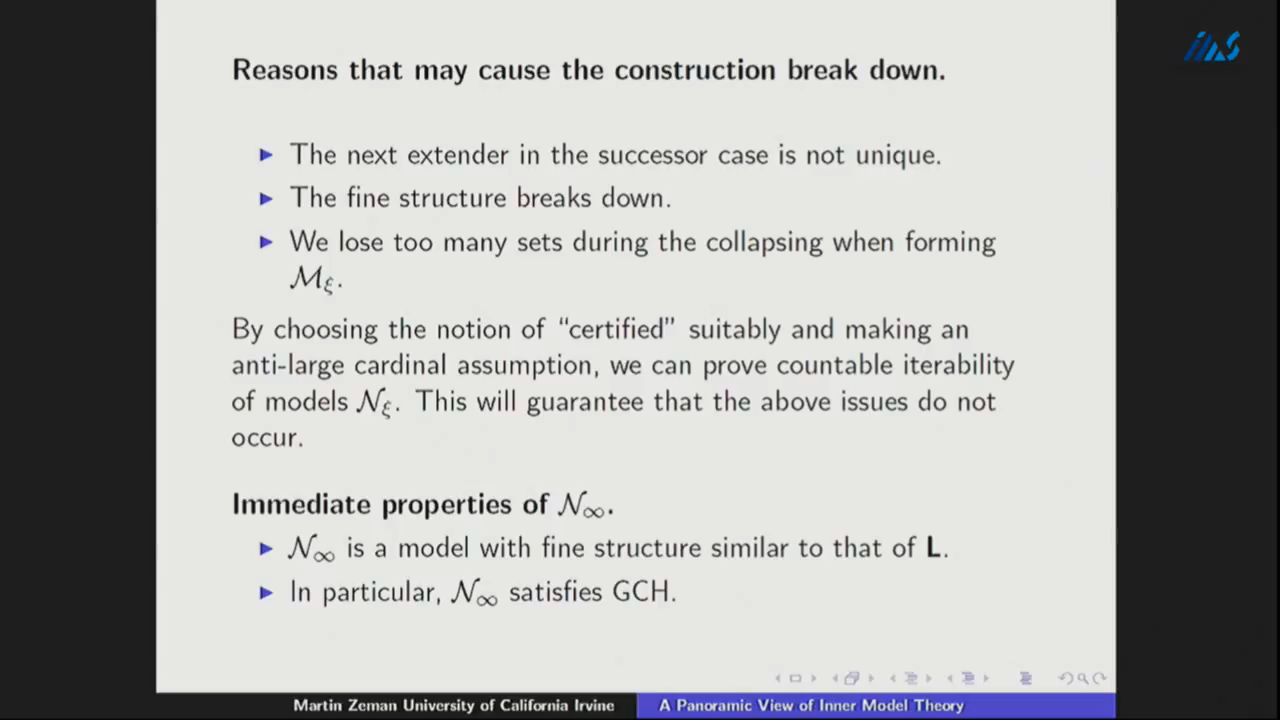 Reasons that may cause the construction break down.
▶ The next extender in the successor case is not unique.
▶ The fine structure breaks down.
▶ We lose too many sets during the collapsing when forming
ℳ_ξ.
By choosing the notion of “certified” suitably and making an
anti-large cardinal assumption, we can prove countable iterability
of models 𝒩_ξ. This will guarantee that the above issues do not
occur.
Immediate properties of 𝒩_∞.
▶ 𝒩_∞ is a model with fine structure similar to that of L.
▶ In particular, 𝒩_∞ satisfies GCH.
Martin Zeman University of California Irvine
A Panoramic View of Inner Model Theory